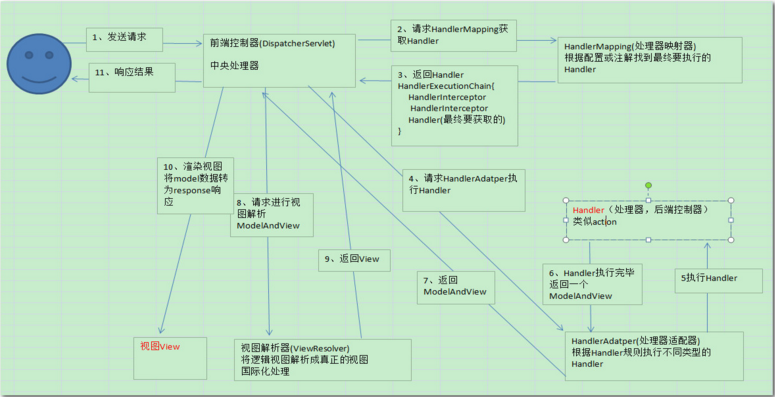 1、发送请求
11、响应结果
前端控制器(DispatcherServlet)
中央处理器
2、请求HandlerMapping获
取Handler
HandlerMapping(处理器映射器)
根据配置或注解找到最终要执行的
Handler
3、返回Handler
HandlerExecutionChain{
HandlerInterceptor
HandlerInterceptor
Handler(最终要获取的)
}
10、渲染视图
将model数据转
为response响
应
8、请求进行视
图解析
ModelAndView
4、请求HandlerAdatper执
行Handler
Handler（处理器，后端控制器）
类似action
9、返回View
7、返回
ModelAndView
6、Handler执行完毕
返回一个
ModelAndView
5执行Handler
视图View
视图解析器(ViewResolver)
将逻辑视图解析成真正的视图
国际化处理
HandlerAdatper(处理器适配器)
根据Handler规则执行不同类型的
Handler